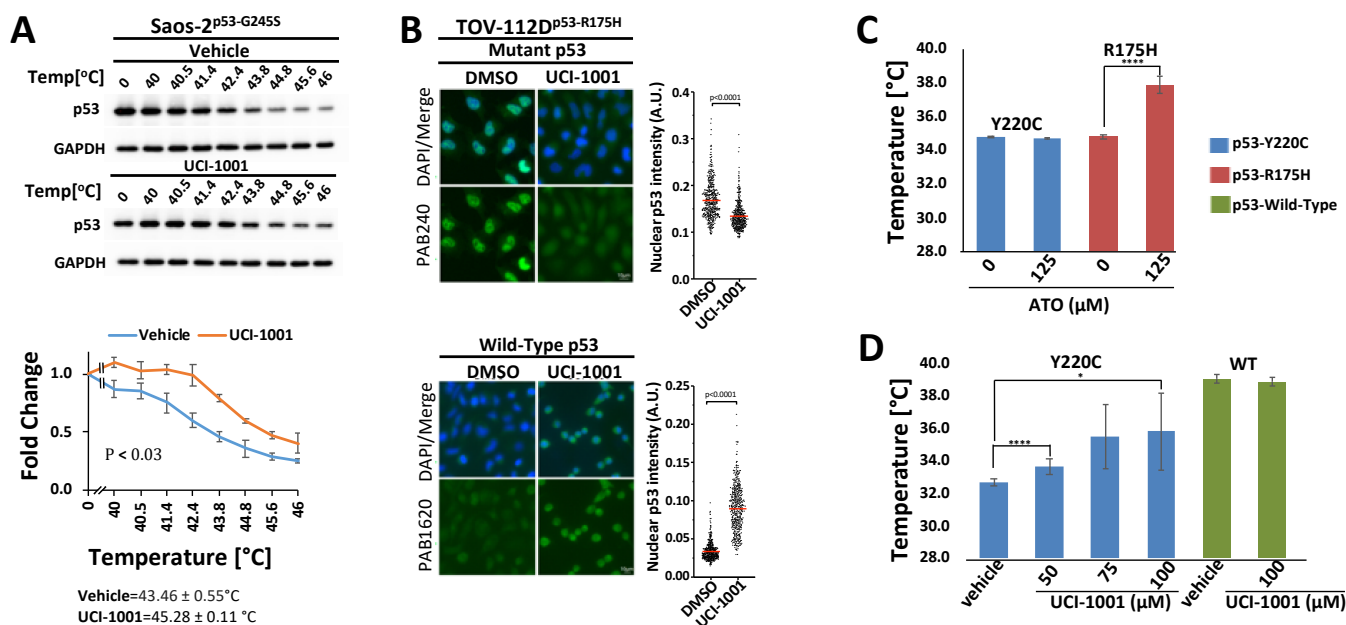 A
Saos-2p53-G245S
Vehicle
Temp[oC] 0 40 40.5 41.4 42.4 43.8 44.8 45.6 46
p53
GAPDH
UCI-1001
Temp[°C] 0 40 40.5 41.4 42.4 43.8 44.8 45.6 46
p53
GAPDH
Vehicle UCI-1001
Fold Change
1.0
0.5
0.0
P < 0.03
0 40 40.5 41.4 42.4 43.8 44.8 45.6 46
Temperature [°C]
Vehicle=43.46 ± 0.55°C
UCI-1001=45.28 ± 0.11 °C
B
TOV-112Dp53-R175H
Mutant p53
DMSO UCI-1001
DAPI/Merge
PAB240
10µm
Nuclear p53 intensity (A.U.)
0.4
0.3
0.2
0.1
0.0
p<0.0001
DMSO
UCI-1001
Wild-Type p53
DMSO UCI-1001
DAPI/Merge
PAB1620
10µm
Nuclear p53 intensity (A.U.)
0.25
0.20
0.15
0.10
0.05
0.00
p<0.0001
DMSO
UCI-1001
C
Temperature [°C]
40.0
38.0
36.0
34.0
32.0
30.0
28.0
Y220C
R175H
****
0 125 0 125
ATO (µM)
p53-Y220C
p53-R175H
p53-Wild-Type
D
Temperature [°C]
40.0
38.0
36.0
34.0
32.0
30.0
28.0
Y220C
WT
*
****
vehicle 50 75 100 vehicle 100
UCI-1001 (µM) UCI-1001 (µM)